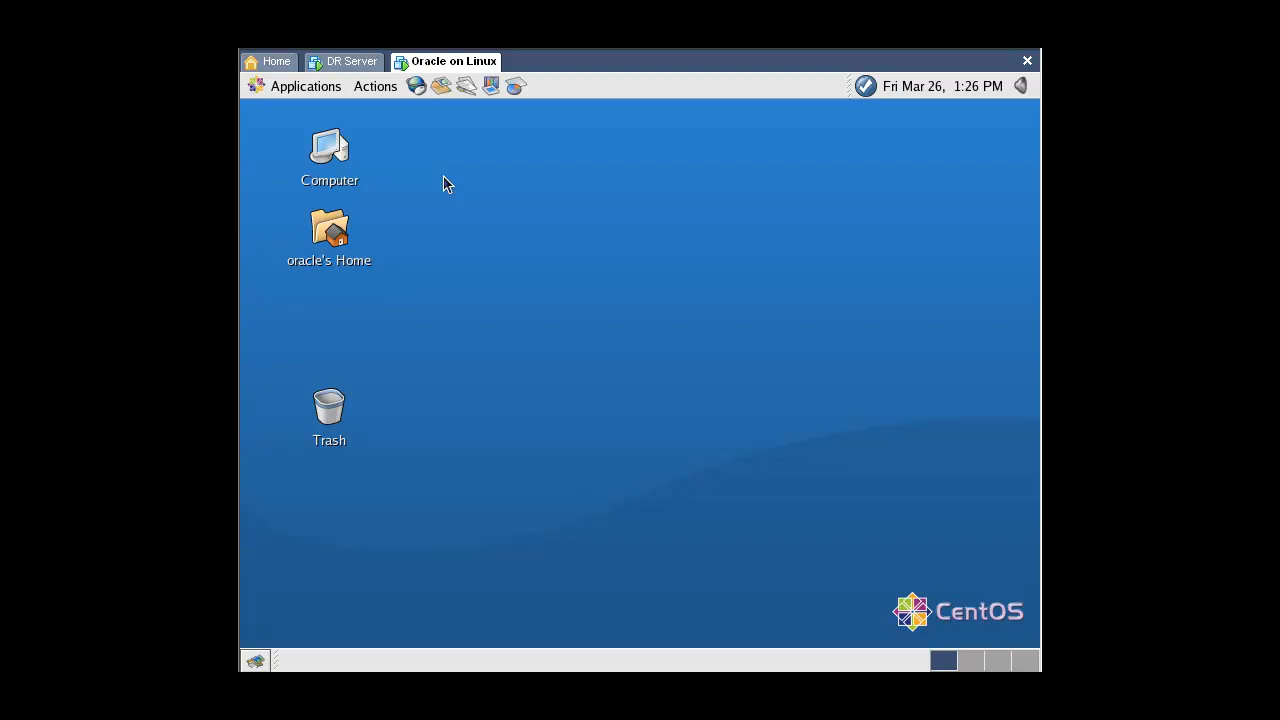 Home DR Server Oracle on Linux
Applications Actions Fri Mar 26, 1:26 PM
Computer
oracle's Home
Trash
CentOS